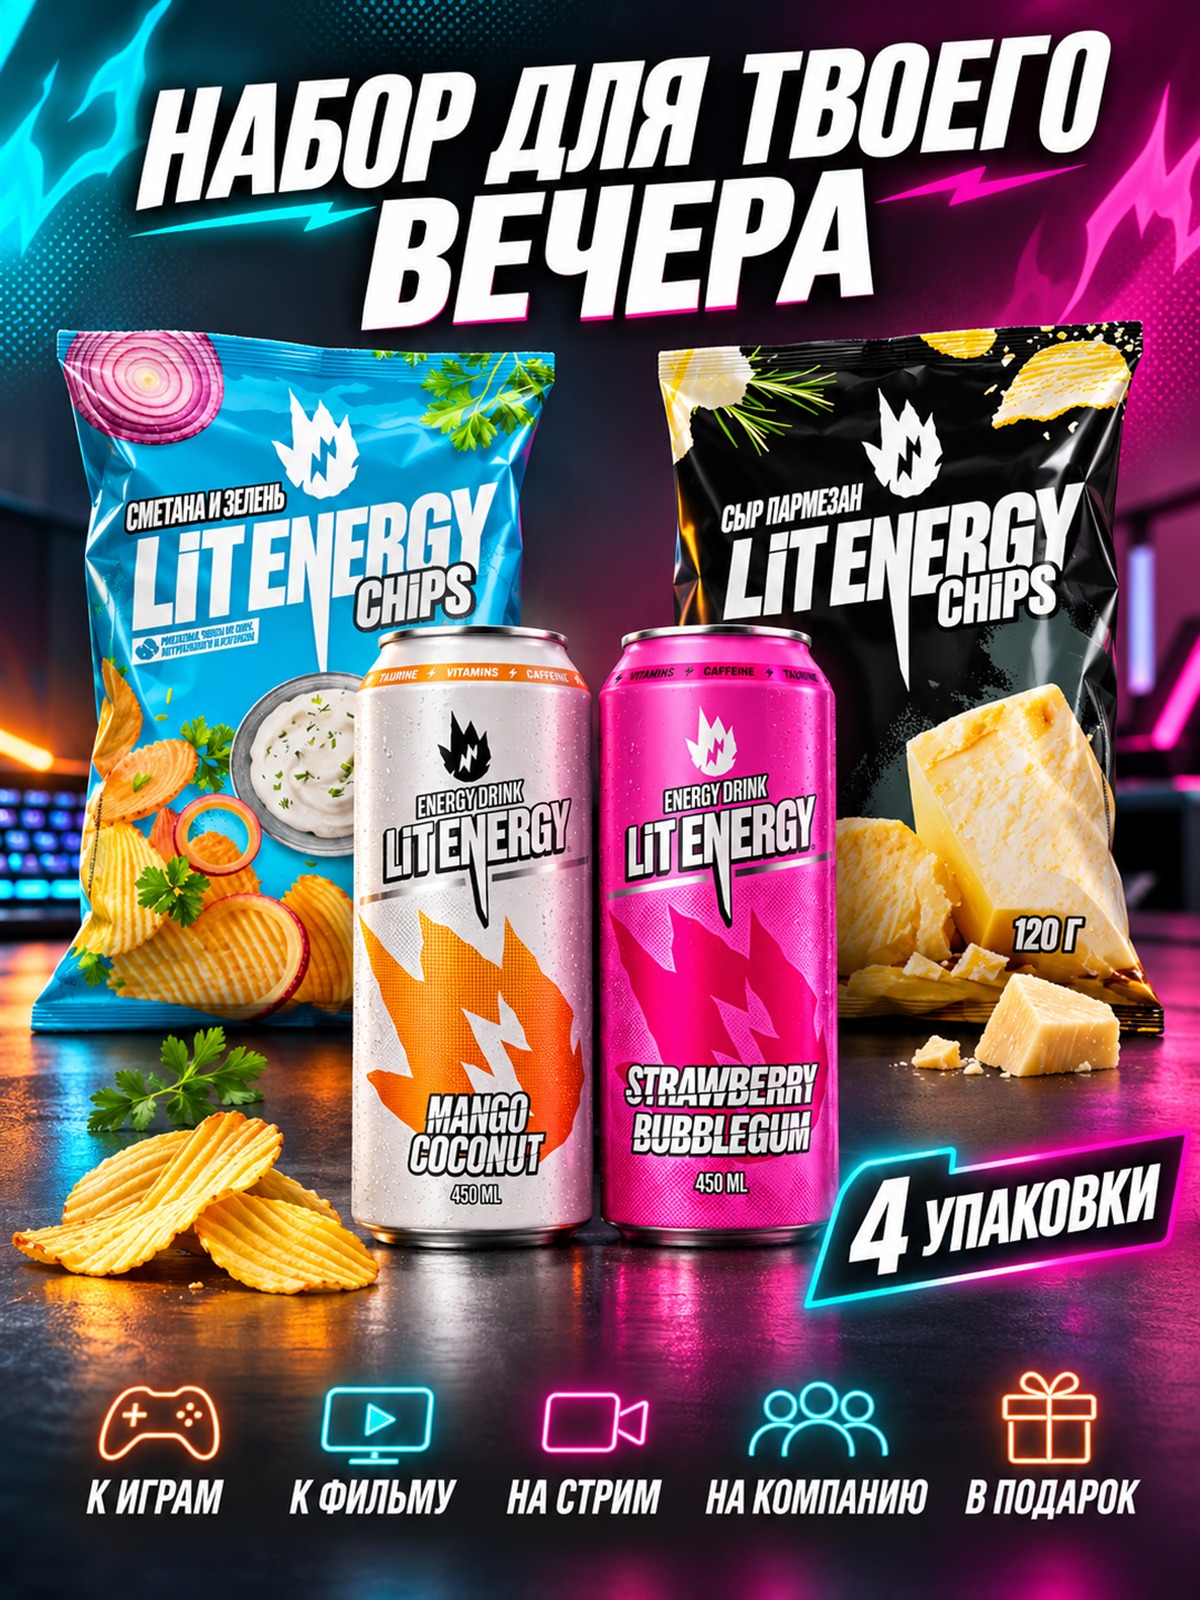 НАБОР ДЛЯ ТВОЕГО
ВЕЧЕРА
СМЕТАНА И ЗЕЛЕНЬ
LIT ENERGY
CHIPS
СЫР ПАРМЕЗАН
LIT ENERGY
CHIPS
120 Г
TAURINE VITAMINS CAFFEINE
ENERGY DRINK
LIT ENERGY
MANGO
COCONUT
450 ML
VITAMINS CAFFEINE TAURINE
ENERGY DRINK
LIT ENERGY
STRAWBERRY
BUBBLEGUM
450 ML
4 УПАКОВКИ
К ИГРАМ
К ФИЛЬМУ
НА СТРИМ
НА КОМПАНИЮ
В ПОДАРОК